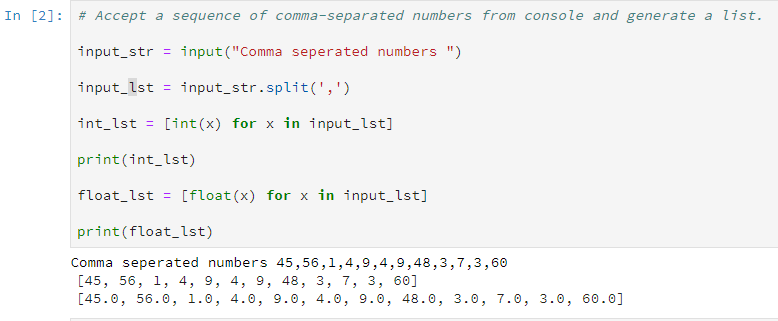 In [2]: # Accept a sequence of comma-separated numbers from console and generate a list.
input_str = input("Comma seperated numbers ")
input_lst = input_str.split(',')
int_lst = [int(x) for x in input_lst]
print(int_lst)
float_lst = [float(x) for x in input_lst]
print(float_lst)
Comma seperated numbers 45,56,1,4,9,4,9,48,3,7,3,60
[45, 56, 1, 4, 9, 4, 9, 48, 3, 7, 3, 60]
[45.0, 56.0, 1.0, 4.0, 9.0, 4.0, 9.0, 48.0, 3.0, 7.0, 3.0, 60.0]